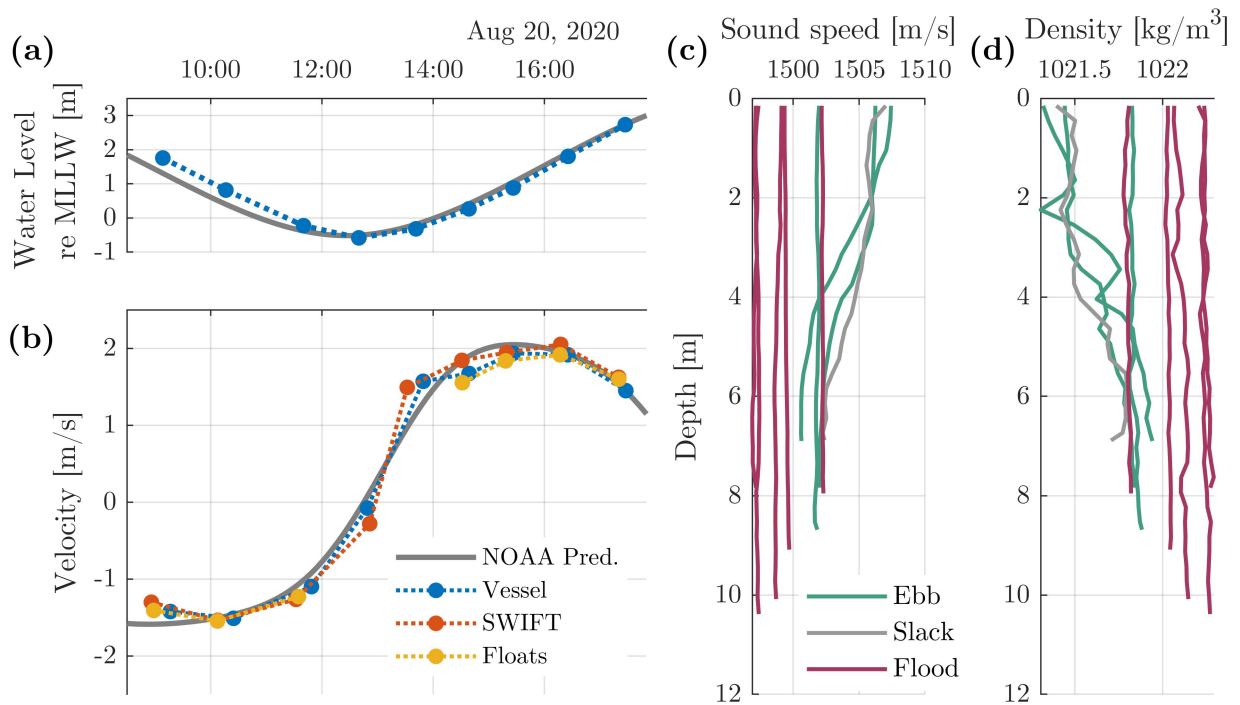 Aug 20, 2020
(a)
10:00 12:00 14:00 16:00
Water Level
re MLLW [m]
3
2
1
0
-1
(b)
Velocity [m/s]
2
1
0
-1
-2
NOAA Pred.
Vessel
SWIFT
Floats
(c)
Sound speed [m/s]
1500 1505 1510
Depth [m]
0
2
4
6
8
10
12
Ebb
Slack
Flood
(d)
Density [kg/m³]
1021.5 1022
0
2
4
6
8
10
12